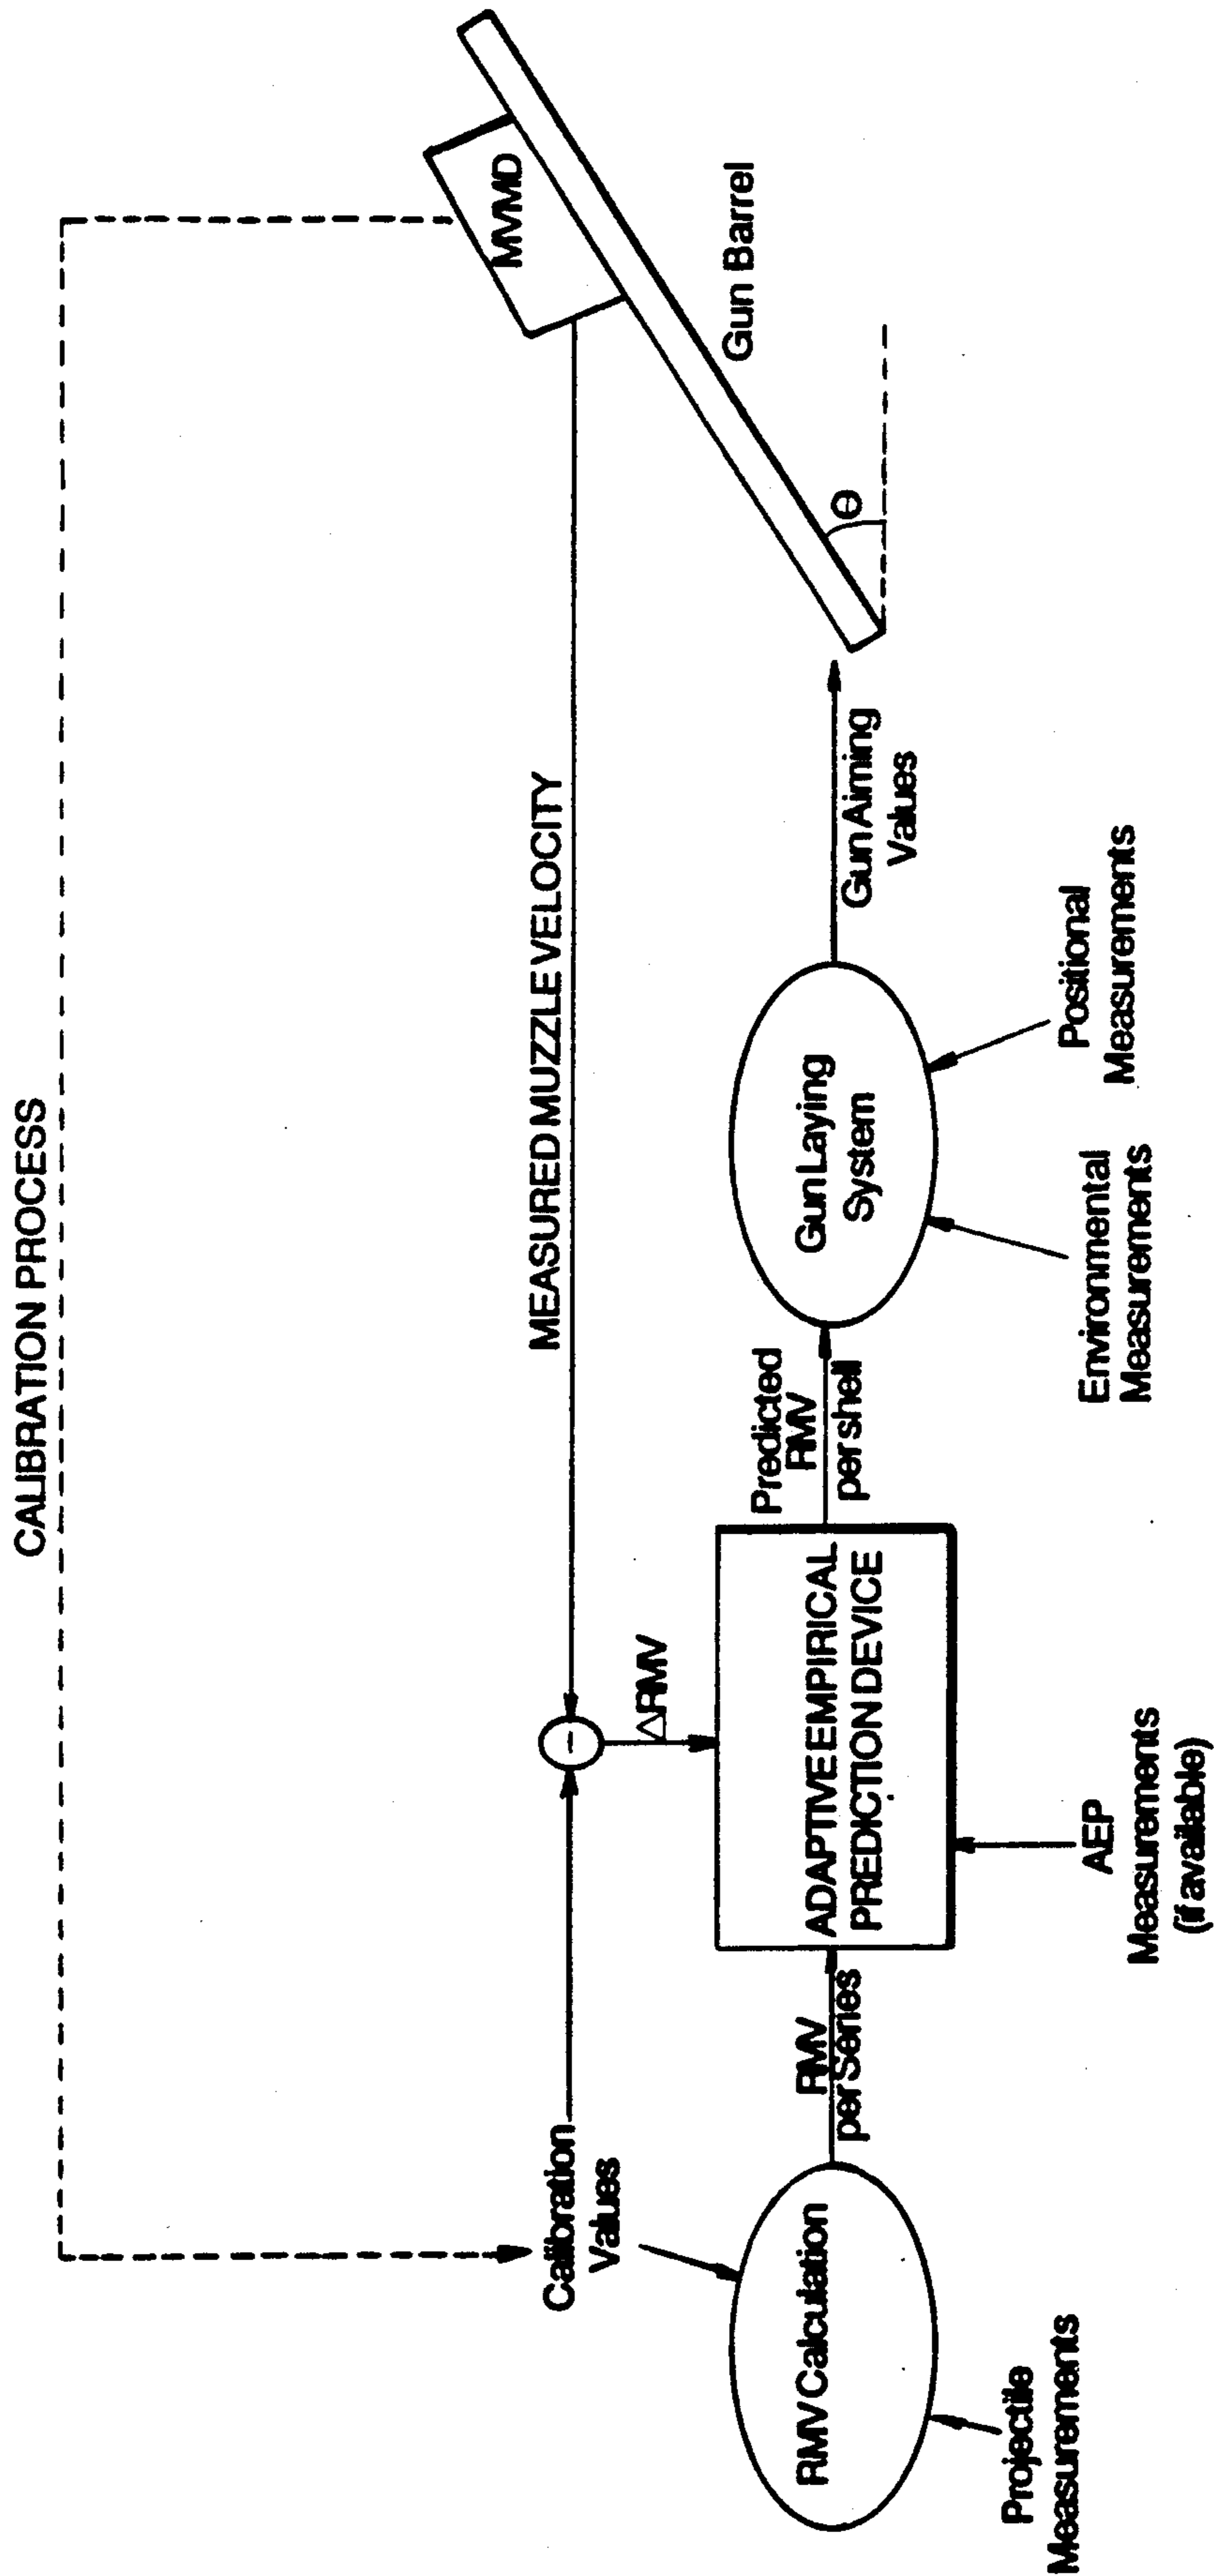 CALIBRATION PROCESS
MVMD
MEASURED MUZZLE VELOCITY
Gun Barrel
Θ
Calibration
Values
−
△RMV
RMV Calculation
RMV
per Series
ADAPTIVE EMPIRICAL
PREDICTION DEVICE
Predicted
RMV
per shell
Gun Laying
System
Gun Aiming
Values
Projectile
Measurements
AEP
Measurements
(if available)
Environmental
Measurements
Positional
Measurements